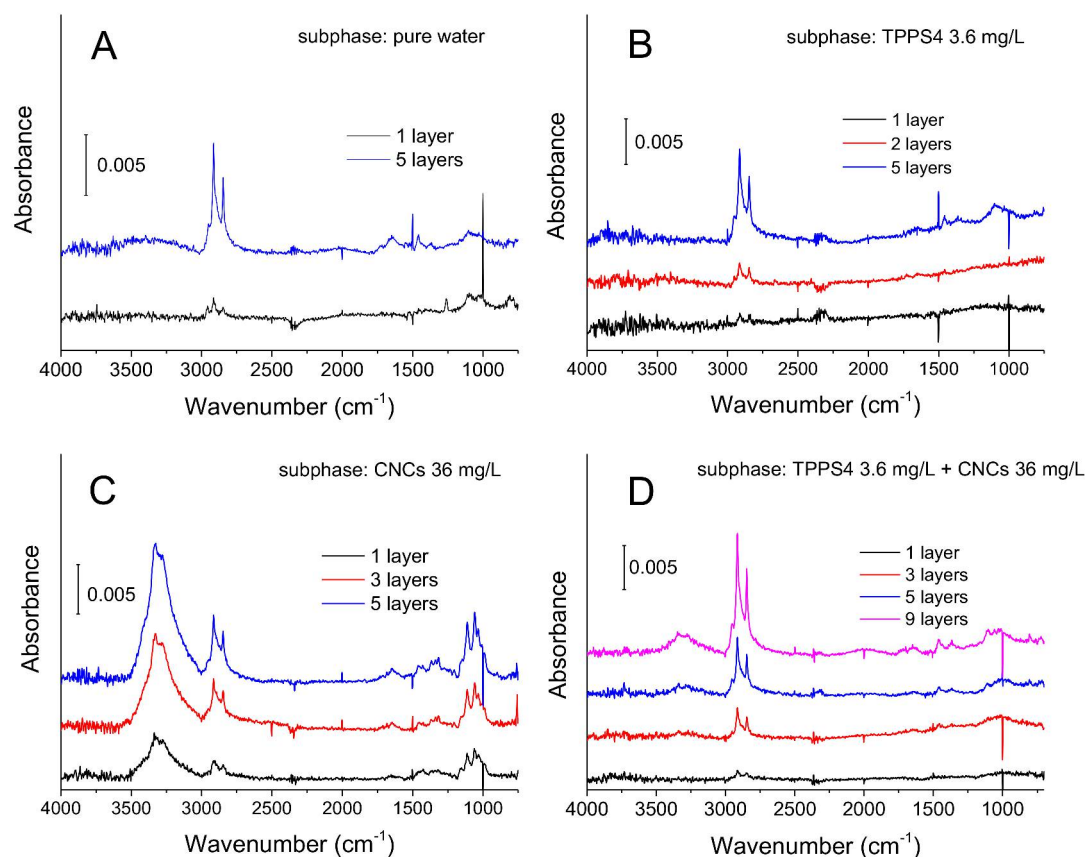 A
subphase: pure water
Absorbance
0.005
1 layer
5 layers
4000 3500 3000 2500 2000 1500 1000
Wavenumber (cm⁻¹)
B
subphase: TPPS4 3.6 mg/L
Absorbance
0.005
1 layer
2 layers
5 layers
4000 3500 3000 2500 2000 1500 1000
Wavenumber (cm⁻¹)
C
subphase: CNCs 36 mg/L
Absorbance
0.005
1 layer
3 layers
5 layers
4000 3500 3000 2500 2000 1500 1000
Wavenumber (cm⁻¹)
D
subphase: TPPS4 3.6 mg/L + CNCs 36 mg/L
Absorbance
0.005
1 layer
3 layers
5 layers
9 layers
4000 3500 3000 2500 2000 1500 1000
Wavenumber (cm⁻¹)